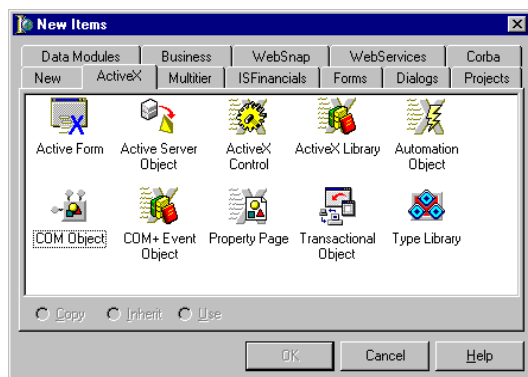 New Items
Data Modules Business WebSnap WebServices Corba
New ActiveX Multitier ISFinancials Forms Dialogs Projects
Active Form Active Server Object ActiveX Control ActiveX Library Automation Object
COM Object COM+ Event Object Property Page Transactional Object Type Library
Copy Inherit Use
OK Cancel Help